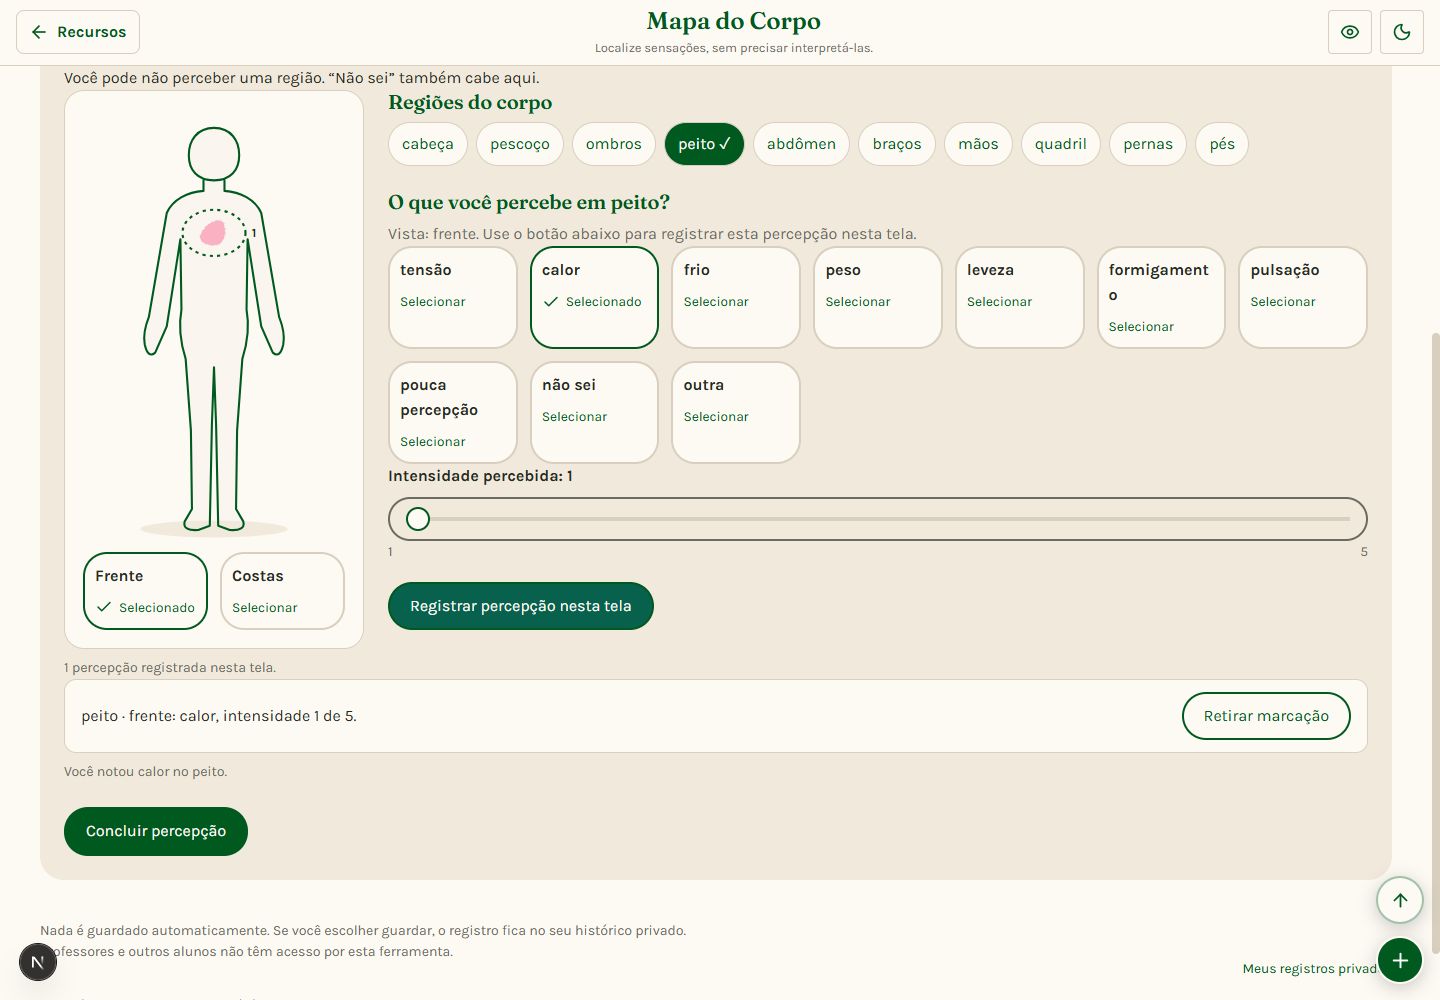 Recursos
Mapa do Corpo
Localize sensações, sem precisar interpretá-las.
Você pode não perceber uma região. “Não sei” também cabe aqui.
1
Frente
Selecionado
Costas
Selecionar
Regiões do corpo
cabeça
pescoço
ombros
peito ✓
abdômen
braços
mãos
quadril
pernas
pés
O que você percebe em peito?
Vista: frente. Use o botão abaixo para registrar esta percepção nesta tela.
tensão
Selecionar
calor
Selecionado
frio
Selecionar
peso
Selecionar
leveza
Selecionar
formigament
o
Selecionar
pulsação
Selecionar
pouca
percepção
Selecionar
não sei
Selecionar
outra
Selecionar
Intensidade percebida: 1
1
5
Registrar percepção nesta tela
1 percepção registrada nesta tela.
peito · frente: calor, intensidade 1 de 5.
Retirar marcação
Você notou calor no peito.
Concluir percepção
Nada é guardado automaticamente. Se você escolher guardar, o registro fica no seu histórico privado.
ofessores e outros alunos não têm acesso por esta ferramenta.
N
Meus registros privad